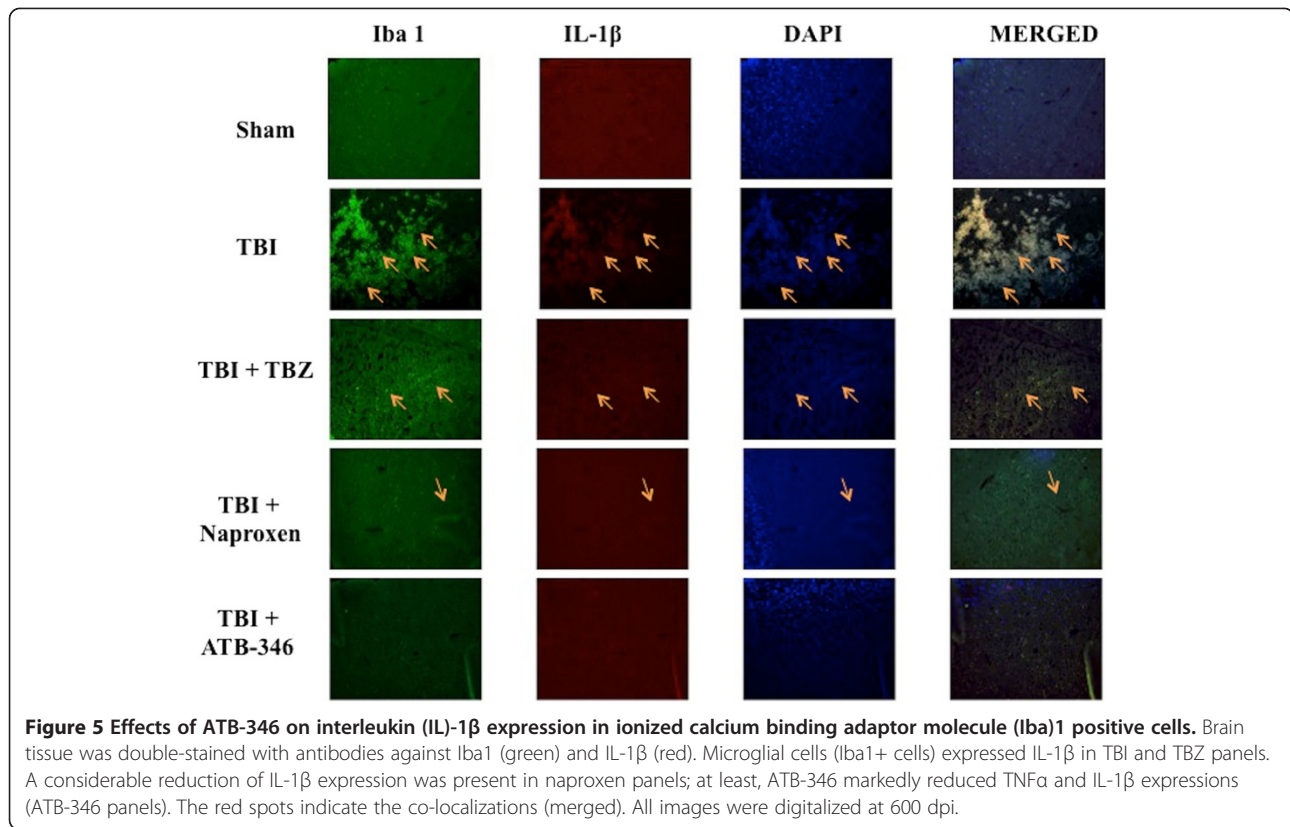 Iba 1 IL-1β DAPI MERGED
Sham
TBI
TBI + TBZ
TBI +
Naproxen
TBI +
ATB-346
Figure 5 Effects of ATB-346 on interleukin (IL)-1β expression in ionized calcium binding adaptor molecule (Iba)1 positive cells. Brain
tissue was double-stained with antibodies against Iba1 (green) and IL-1β (red). Microglial cells (Iba1+ cells) expressed IL-1β in TBI and TBZ panels.
A considerable reduction of IL-1β expression was present in naproxen panels; at least, ATB-346 markedly reduced TNFα and IL-1β expressions
(ATB-346 panels). The red spots indicate the co-localizations (merged). All images were digitalized at 600 dpi.